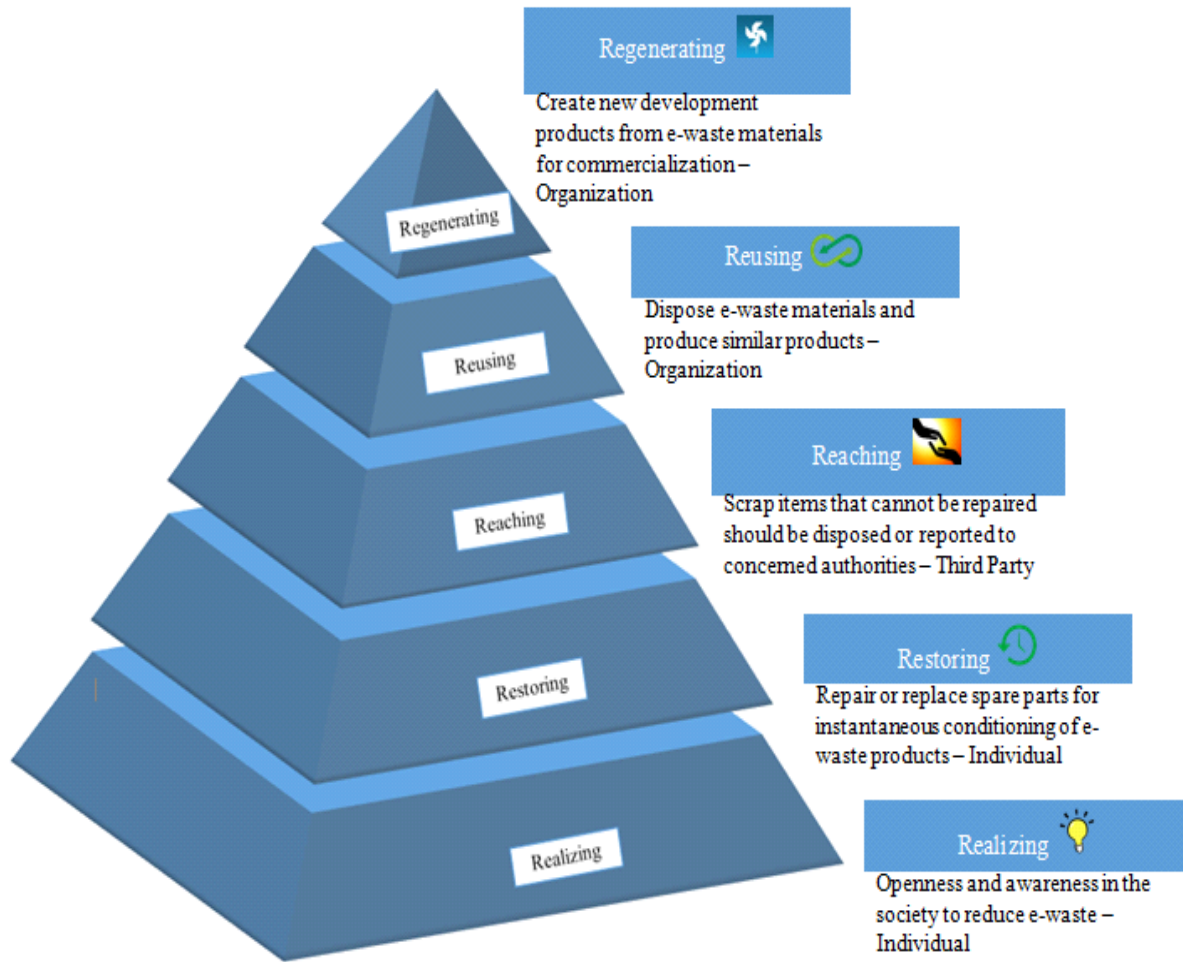 Regenerating
Create new development
products from e-waste materials
for commercialization –
Organization
Regenerating
Reusing
Dispose e-waste materials and
produce similar products –
Organization
Reusing
Reaching
Scrap items that cannot be repaired
should be disposed or reported to
concerned authorities – Third Party
Reaching
Restoring
Repair or replace spare parts for
instantaneous conditioning of e-
waste products – Individual
Restoring
Realizing
Openness and awareness in the
society to reduce e-waste –
Individual
Realizing